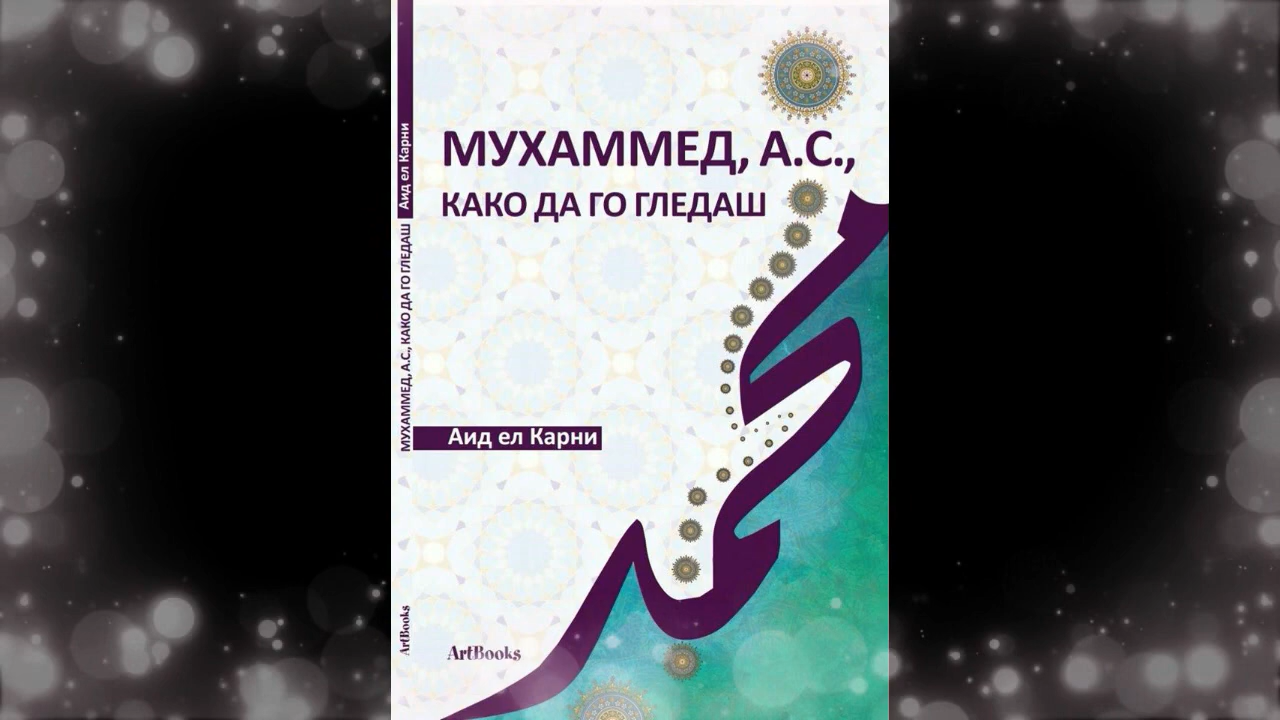 МУХАММЕД, А.С.,
КАКО ДА ГО ГЛЕДАШ
Аид ел Карни
ArtBooks
МУХАММЕД, А.С., КАКО ДА ГО ГЛЕДАШ
Аид ел Карни
ArtBooks
محمد